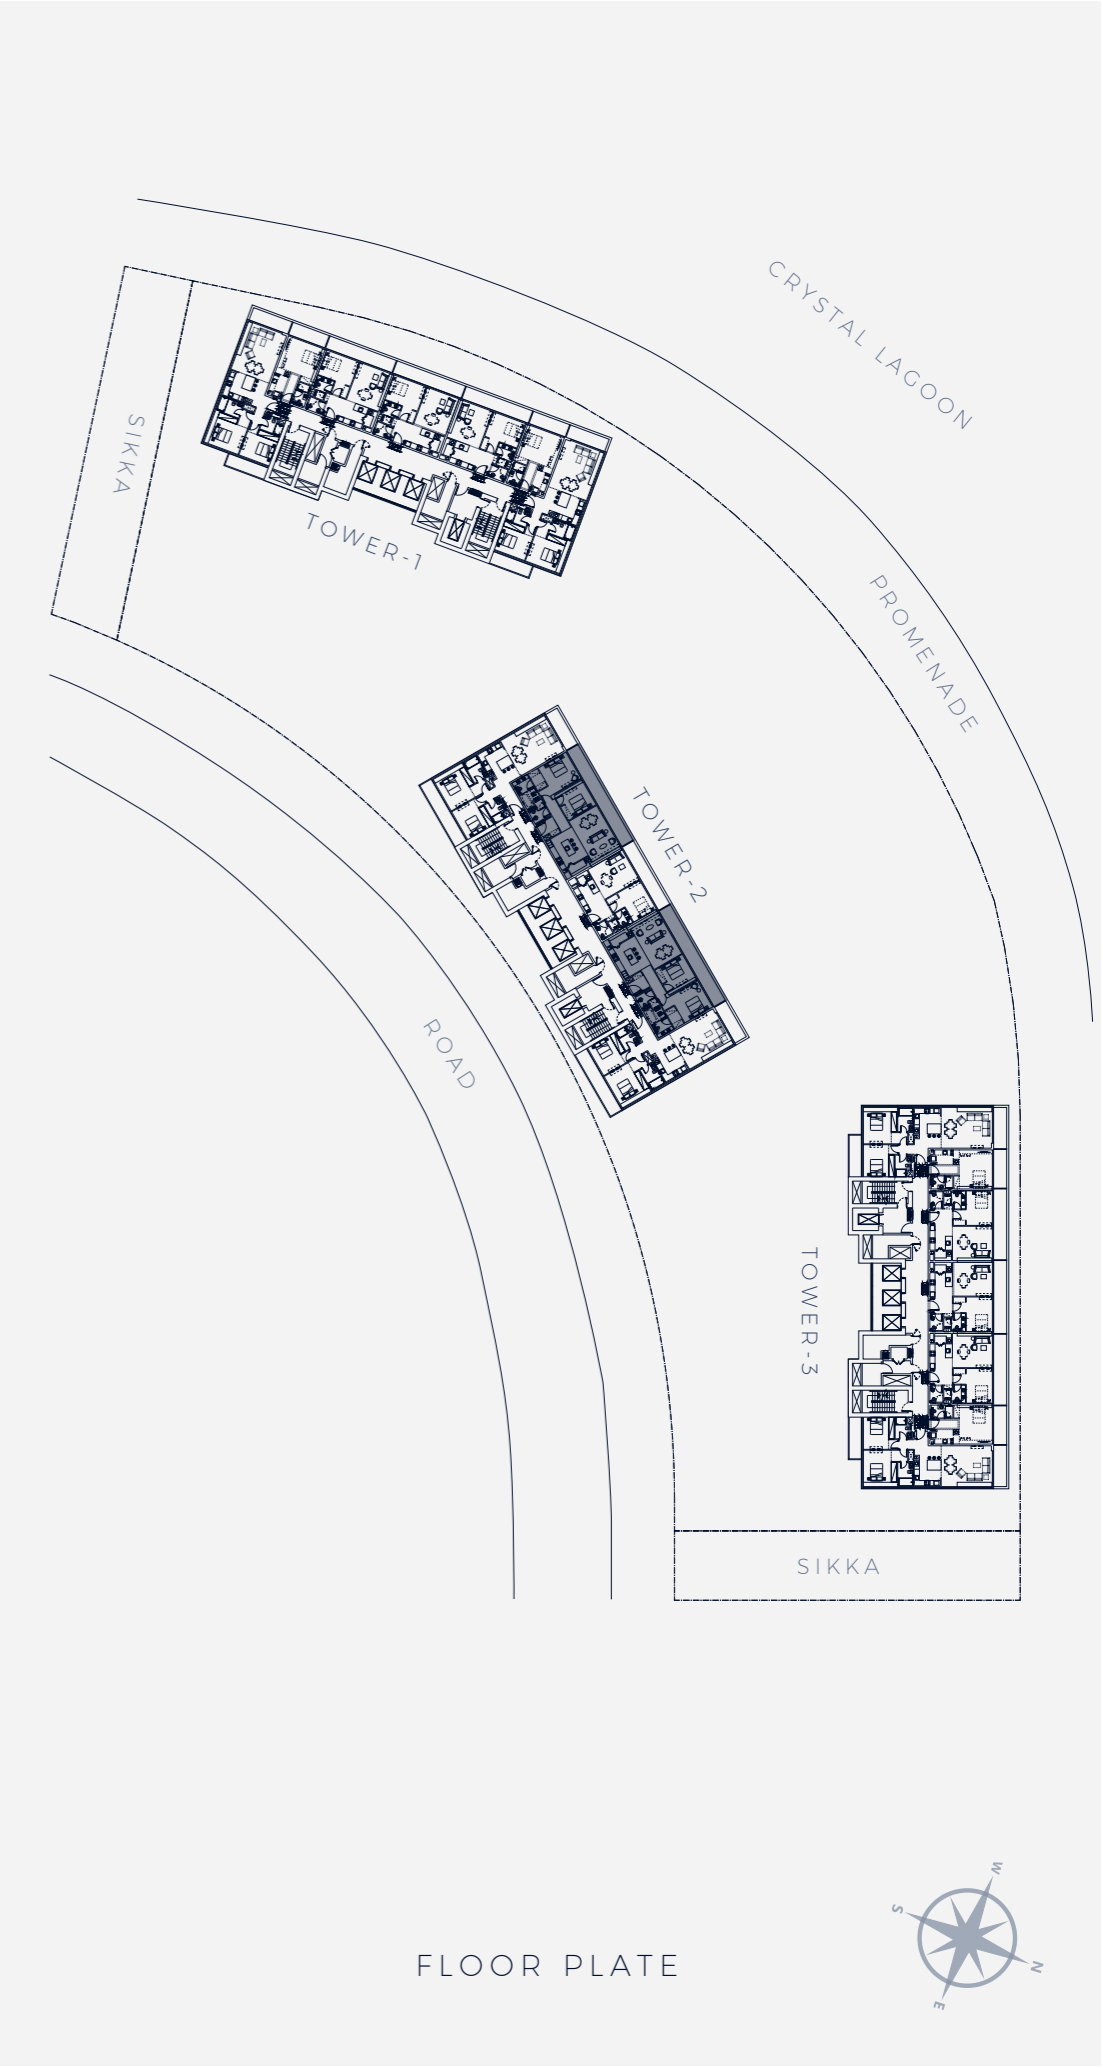 CRYSTAL LAGOON
SIKKA
TOWER-1
PROMENADE
TOWER-2
ROAD
TOWER-3
SIKKA
W
S
N
E
FLOOR PLATE